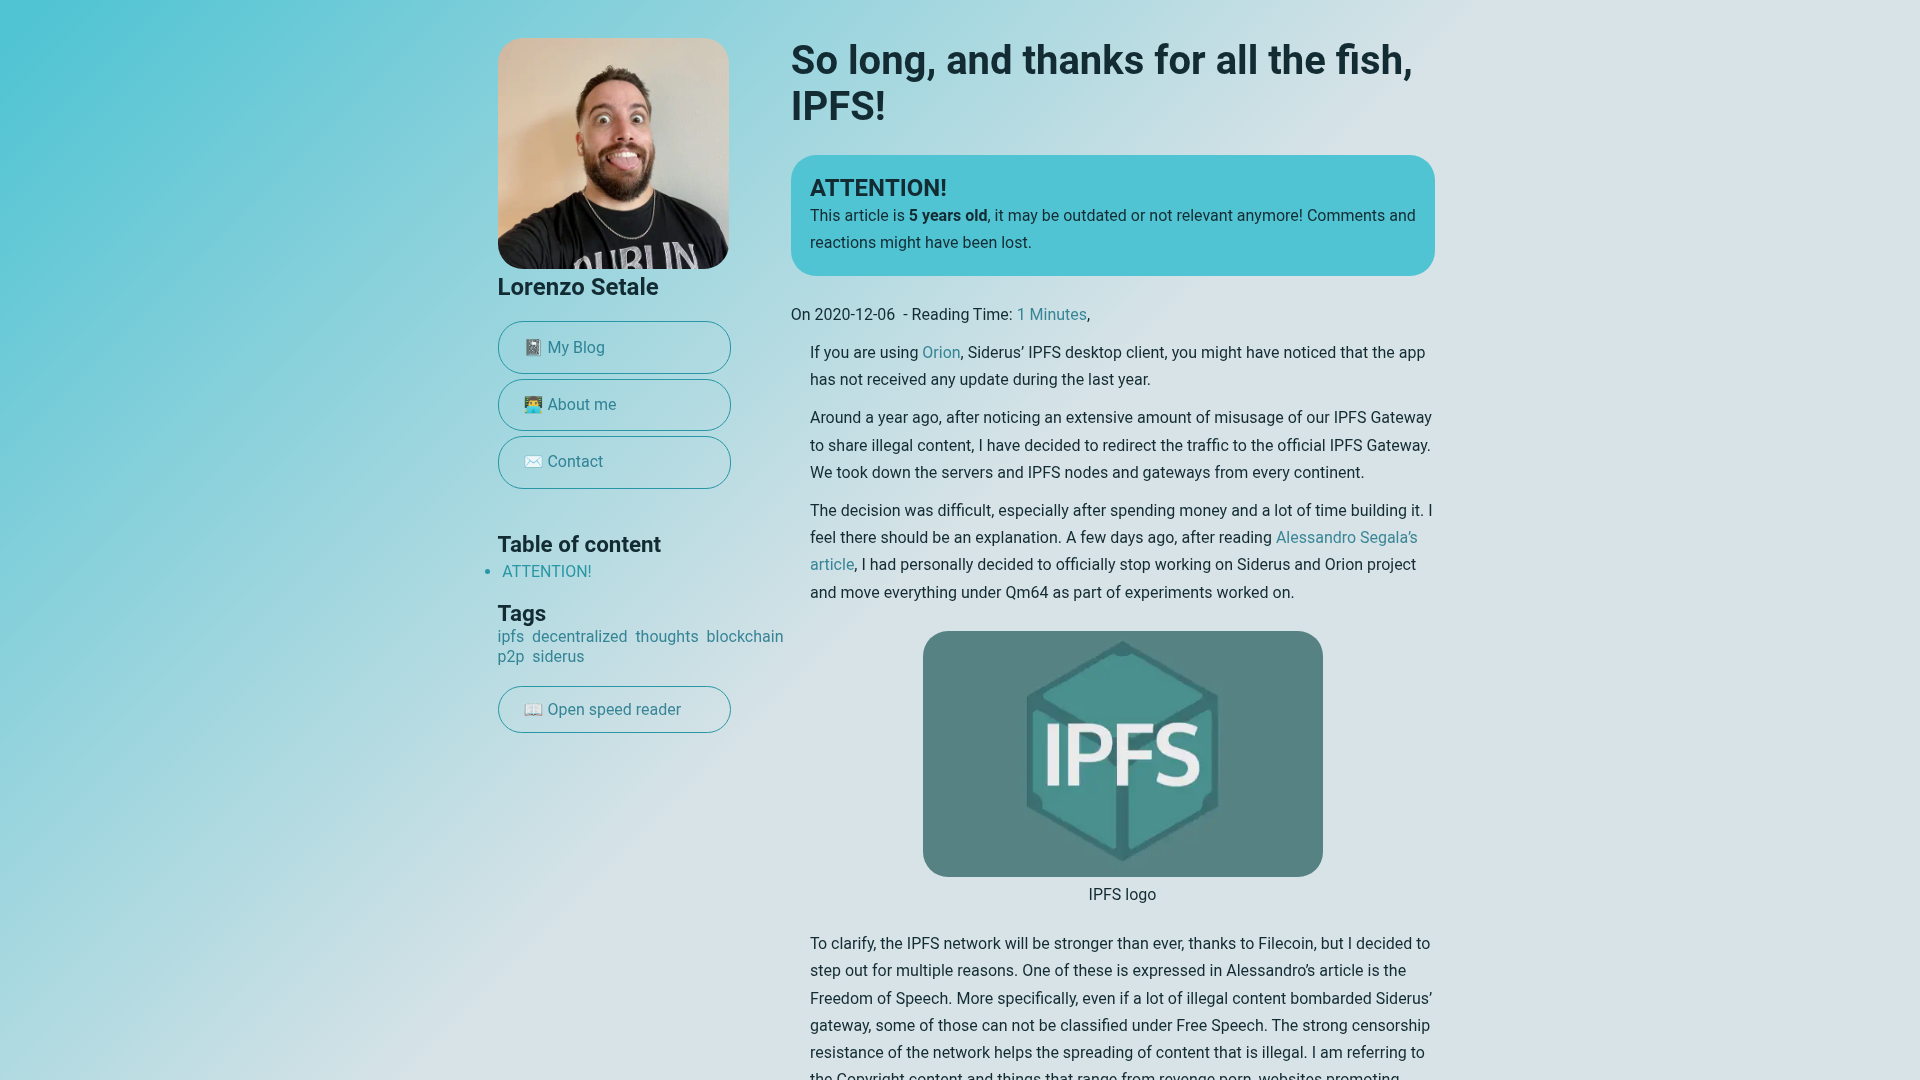 DUBLIN
Lorenzo Setale
📓 My Blog
👨‍💻 About me
✉️ Contact
Table of content
ATTENTION!
Tags
ipfs decentralized thoughts blockchain
p2p siderus
📖 Open speed reader
So long, and thanks for all the fish,
IPFS!
ATTENTION!
This article is 5 years old, it may be outdated or not relevant anymore! Comments and
reactions might have been lost.
On 2020-12-06 - Reading Time: 1 Minutes,
If you are using Orion, Siderus’ IPFS desktop client, you might have noticed that the app
has not received any update during the last year.
Around a year ago, after noticing an extensive amount of misusage of our IPFS Gateway
to share illegal content, I have decided to redirect the traffic to the official IPFS Gateway.
We took down the servers and IPFS nodes and gateways from every continent.
The decision was difficult, especially after spending money and a lot of time building it. I
feel there should be an explanation. A few days ago, after reading Alessandro Segala’s
article, I had personally decided to officially stop working on Siderus and Orion project
and move everything under Qm64 as part of experiments worked on.
IPFS
IPFS logo
To clarify, the IPFS network will be stronger than ever, thanks to Filecoin, but I decided to
step out for multiple reasons. One of these is expressed in Alessandro’s article is the
Freedom of Speech. More specifically, even if a lot of illegal content bombarded Siderus’
gateway, some of those can not be classified under Free Speech. The strong censorship
resistance of the network helps the spreading of content that is illegal. I am referring to
the Copyright content and things that range from revenge porn, websites promoting